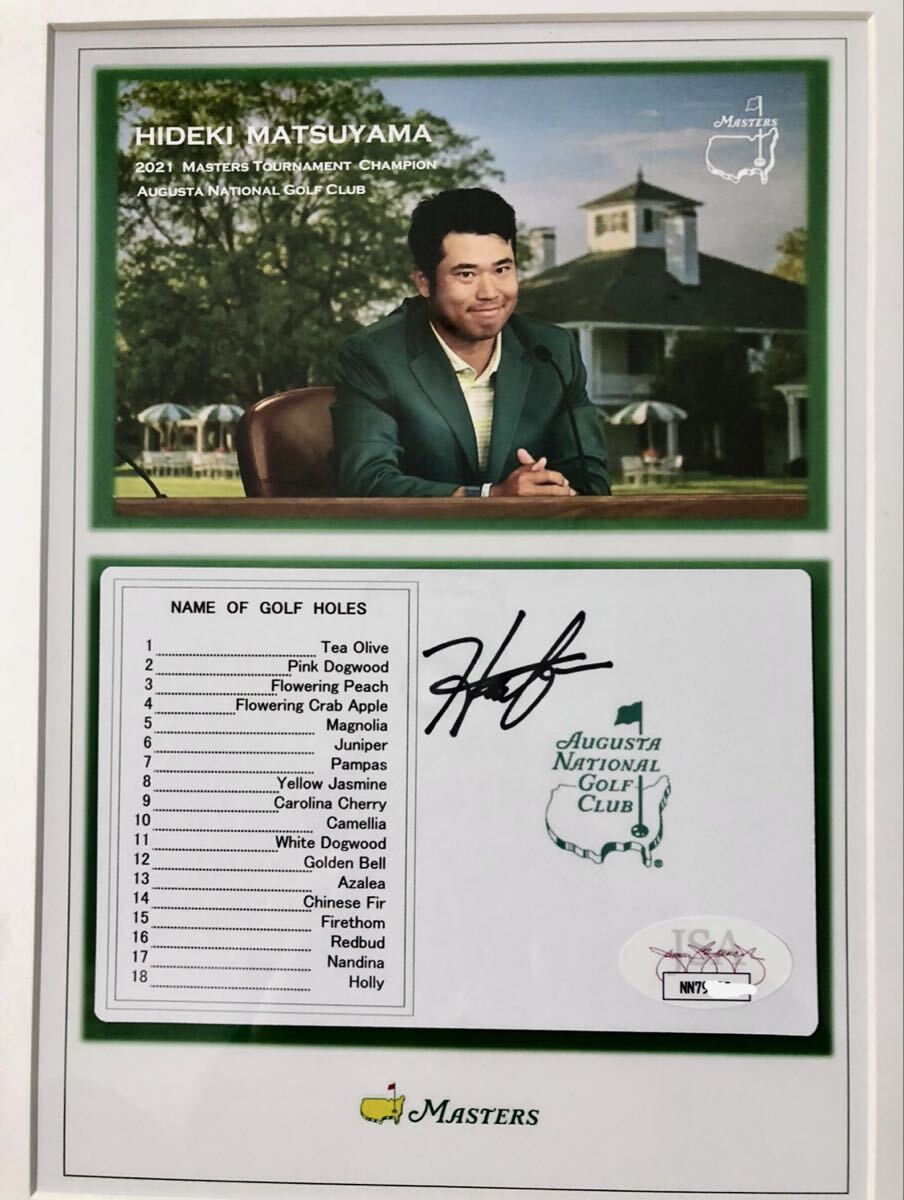 HIDEKI MATSUYAMA
2021 MASTERS TOURNAMENT CHAMPION
AUGUSTA NATIONAL GOLF CLUB
MASTERS
NAME OF GOLF HOLES
1 Tea Olive
2 Pink Dogwood
3 Flowering Peach
4 Flowering Crab Apple
5 Magnolia
6 Juniper
7 Pampas
8 Yellow Jasmine
9 Carolina Cherry
10 Camellia
11 White Dogwood
12 Golden Bell
13 Azalea
14 Chinese Fir
15 Firethom
16 Redbud
17 Nandina
18 Holly
AUGUSTA
NATIONAL
GOLF
CLUB
®
JSA
NN79
MASTERS